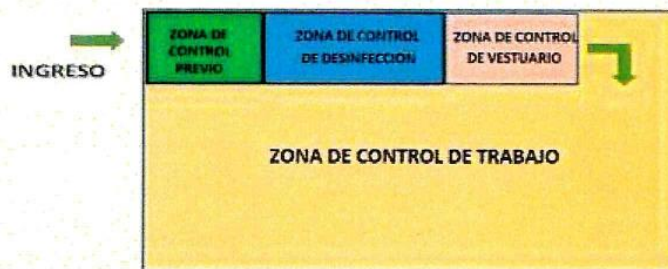 INGRESO
ZONA DE
CONTROL
PREVIO
ZONA DE CONTROL
DE DESINFECCION
ZONA DE CONTROL
DE VESTUARIO
ZONA DE CONTROL DE TRABAJO